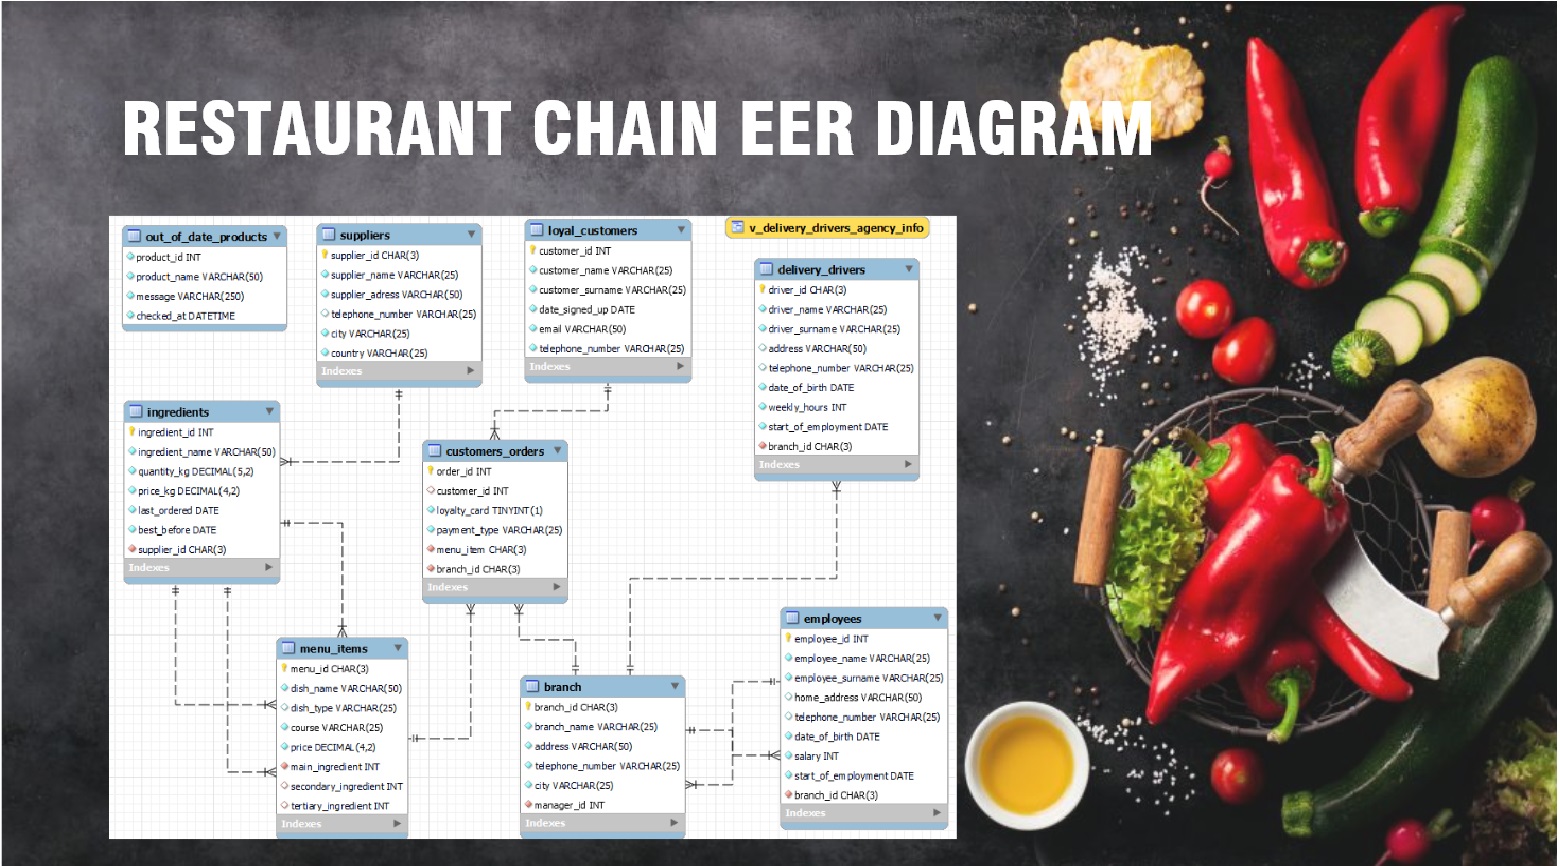 RESTAURANT CHAIN EER DIAGRAM
out_of_date_products
product_id INT
product_name VARCHAR(50)
message VARCHAR(250)
checked_at DATETIME
suppliers
supplier_id CHAR(3)
supplier_name VARCHAR(25)
supplier_adress VARCHAR(50)
telephone_number VARCHAR(25)
city VARCHAR(25)
country VARCHAR(25)
Indexes
loyal_customers
customer_id INT
customer_name VARCHAR(25)
customer_surname VARCHAR(25)
date_signed_up DATE
email VARCHAR(50)
telephone_number VARCHAR(25)
Indexes
v_delivery_drivers_agency_info
delivery_drivers
driver_id CHAR(3)
driver_name VARCHAR(25)
driver_surname VARCHAR(25)
address VARCHAR(50)
telephone_number VARCHAR(25)
date_of_birth DATE
weekly_hours INT
start_of_employment DATE
branch_id CHAR(3)
Indexes
ingredients
ingredient_id INT
ingredient_name VARCHAR(50)
quantity_kg DECIMAL(5,2)
price_kg DECIMAL(4,2)
last_ordered DATE
best_before DATE
supplier_id CHAR(3)
Indexes
customers_orders
order_id INT
customer_id INT
loyalty_card TINYINT(1)
payment_type VARCHAR(25)
menu_item CHAR(3)
branch_id CHAR(3)
Indexes
menu_items
menu_id CHAR(3)
dish_name VARCHAR(50)
dish_type VARCHAR(25)
course VARCHAR(25)
price DECIMAL(4,2)
main_ingredient INT
secondary_ingredient INT
tertiary_ingredient INT
Indexes
branch
branch_id CHAR(3)
branch_name VARCHAR(25)
address VARCHAR(50)
telephone_number VARCHAR(25)
city VARCHAR(25)
manager_id INT
Indexes
employees
employee_id INT
employee_name VARCHAR(25)
employee_surname VARCHAR(25)
home_address VARCHAR(50)
telephone_number VARCHAR(25)
date_of_birth DATE
salary INT
start_of_employment DATE
branch_id CHAR(3)
Indexes